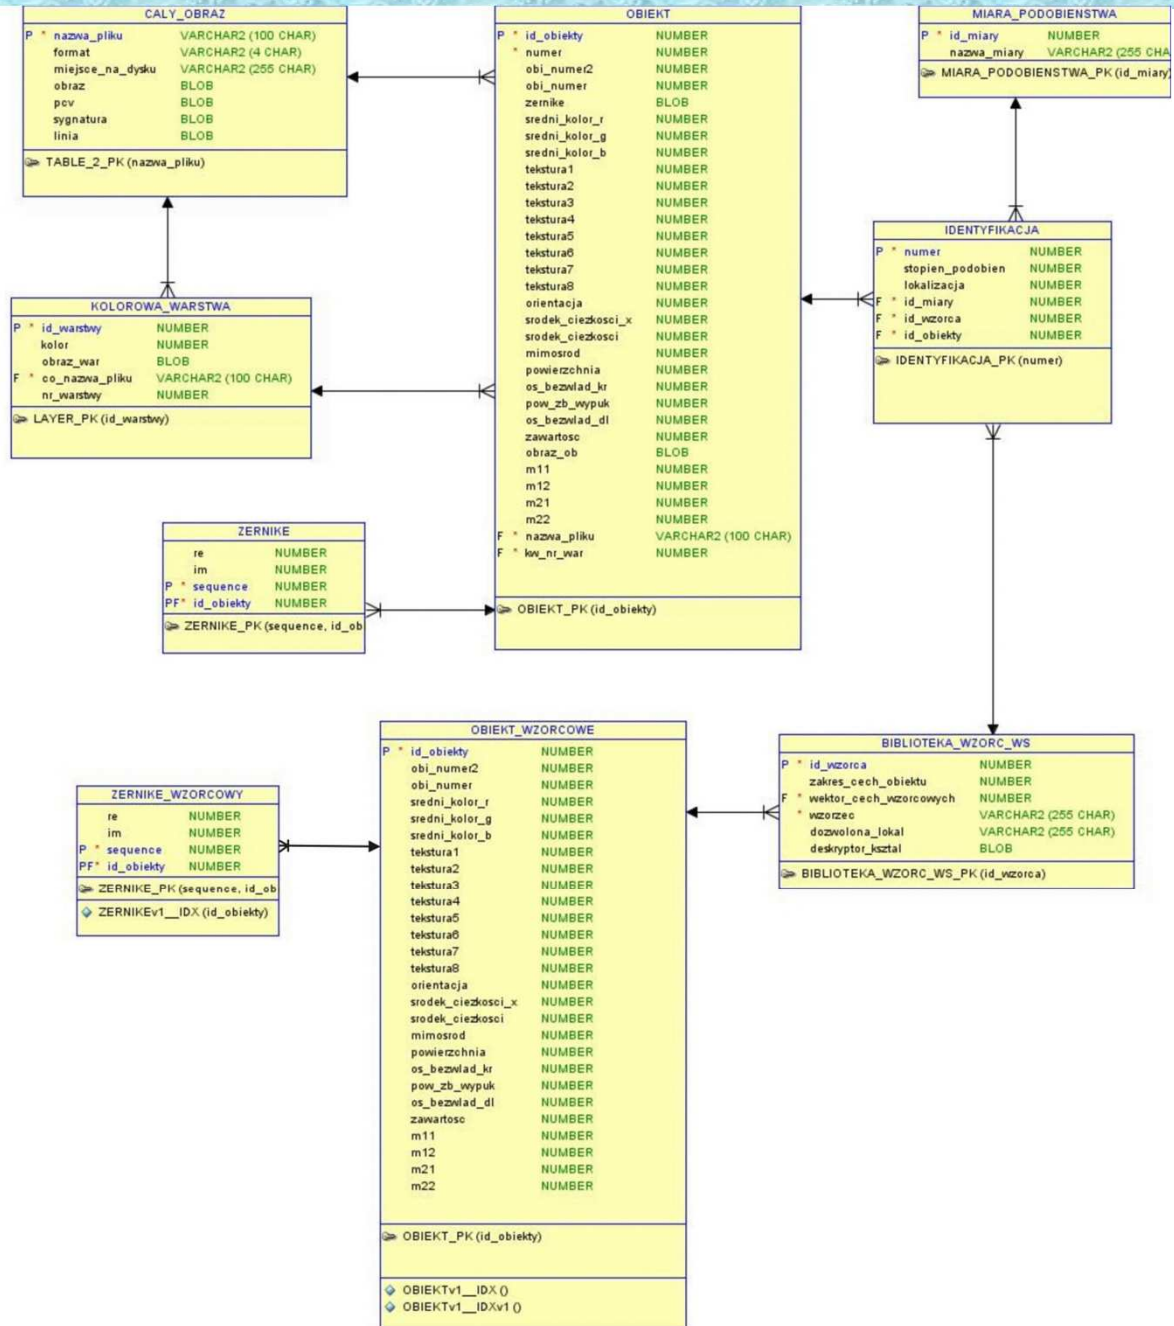 CALY_OBRAZ
P * nazwa_pliku VARCHAR2 (100 CHAR)
format VARCHAR2 (4 CHAR)
miejsce_na_dysku VARCHAR2 (255 CHAR)
obraz BLOB
pcv BLOB
sygnatura BLOB
linia BLOB
TABLE_2_PK (nazwa_pliku)
OBIEKT
P * id_obiekty NUMBER
* numer NUMBER
obi_numer2 NUMBER
obi_numer NUMBER
zernike BLOB
sredni_kolor_r NUMBER
sredni_kolor_g NUMBER
sredni_kolor_b NUMBER
tekstura1 NUMBER
tekstura2 NUMBER
tekstura3 NUMBER
tekstura4 NUMBER
tekstura5 NUMBER
tekstura6 NUMBER
tekstura7 NUMBER
tekstura8 NUMBER
orientacja NUMBER
srodek_ciezkosci_x NUMBER
srodek_ciezkosci NUMBER
mimosrod NUMBER
powierzchnia NUMBER
os_bezwlad_kr NUMBER
pow_zb_wypuk NUMBER
os_bezwlad_dl NUMBER
zawartosc NUMBER
obraz_ob BLOB
m11 NUMBER
m12 NUMBER
m21 NUMBER
m22 NUMBER
F * nazwa_pliku VARCHAR2 (100 CHAR)
F * kw_nr_war NUMBER
OBIEKT_PK (id_obiekty)
MIARA_PODOBIENSTWA
P * id_miary NUMBER
nazwa_miary VARCHAR2 (255 CHA
MIARA_PODOBIENSTWA_PK (id_miary)
IDENTYFIKACJA
P * numer NUMBER
stopien_podobien NUMBER
lokalizacja NUMBER
F * id_miary NUMBER
F * id_wzorca NUMBER
F * id_obiekty NUMBER
IDENTYFIKACJA_PK (numer)
KOLOROWA_WARSTWA
P * id_warstwy NUMBER
kolor NUMBER
obraz_war BLOB
F * co_nazwa_pliku VARCHAR2 (100 CHAR)
nr_warstwy NUMBER
LAYER_PK (id_warstwy)
ZERNIKE
re NUMBER
im NUMBER
P * sequence NUMBER
PF* id_obiekty NUMBER
ZERNIKE_PK (sequence, id_ob
OBIEKT_WZORCOWE
P * id_obiekty NUMBER
obi_numer2 NUMBER
obi_numer NUMBER
sredni_kolor_r NUMBER
sredni_kolor_g NUMBER
sredni_kolor_b NUMBER
tekstura1 NUMBER
tekstura2 NUMBER
tekstura3 NUMBER
tekstura4 NUMBER
tekstura5 NUMBER
tekstura6 NUMBER
tekstura7 NUMBER
tekstura8 NUMBER
orientacja NUMBER
srodek_ciezkosci_x NUMBER
srodek_ciezkosci NUMBER
mimosrod NUMBER
powierzchnia NUMBER
os_bezwlad_kr NUMBER
pow_zb_wypuk NUMBER
os_bezwlad_dl NUMBER
zawartosc NUMBER
m11 NUMBER
m12 NUMBER
m21 NUMBER
m22 NUMBER
OBIEKT_PK (id_obiekty)
OBIEKTv1__IDX ()
OBIEKTv1__IDXv1 ()
BIBLIOTEKA_WZORC_WS
P * id_wzorca NUMBER
zakres_cech_obiektu NUMBER
F * wektor_cech_wzorcowych NUMBER
* wzorzec VARCHAR2 (255 CHAR)
dozwolona_lokal VARCHAR2 (255 CHAR)
deskryptor_ksztal BLOB
BIBLIOTEKA_WZORC_WS_PK (id_wzorca)
ZERNIKE_WZORCOWY
re NUMBER
im NUMBER
P * sequence NUMBER
PF* id_obiekty NUMBER
ZERNIKE_PK (sequence, id_ob
ZERNIKEv1__IDX (id_obiekty)